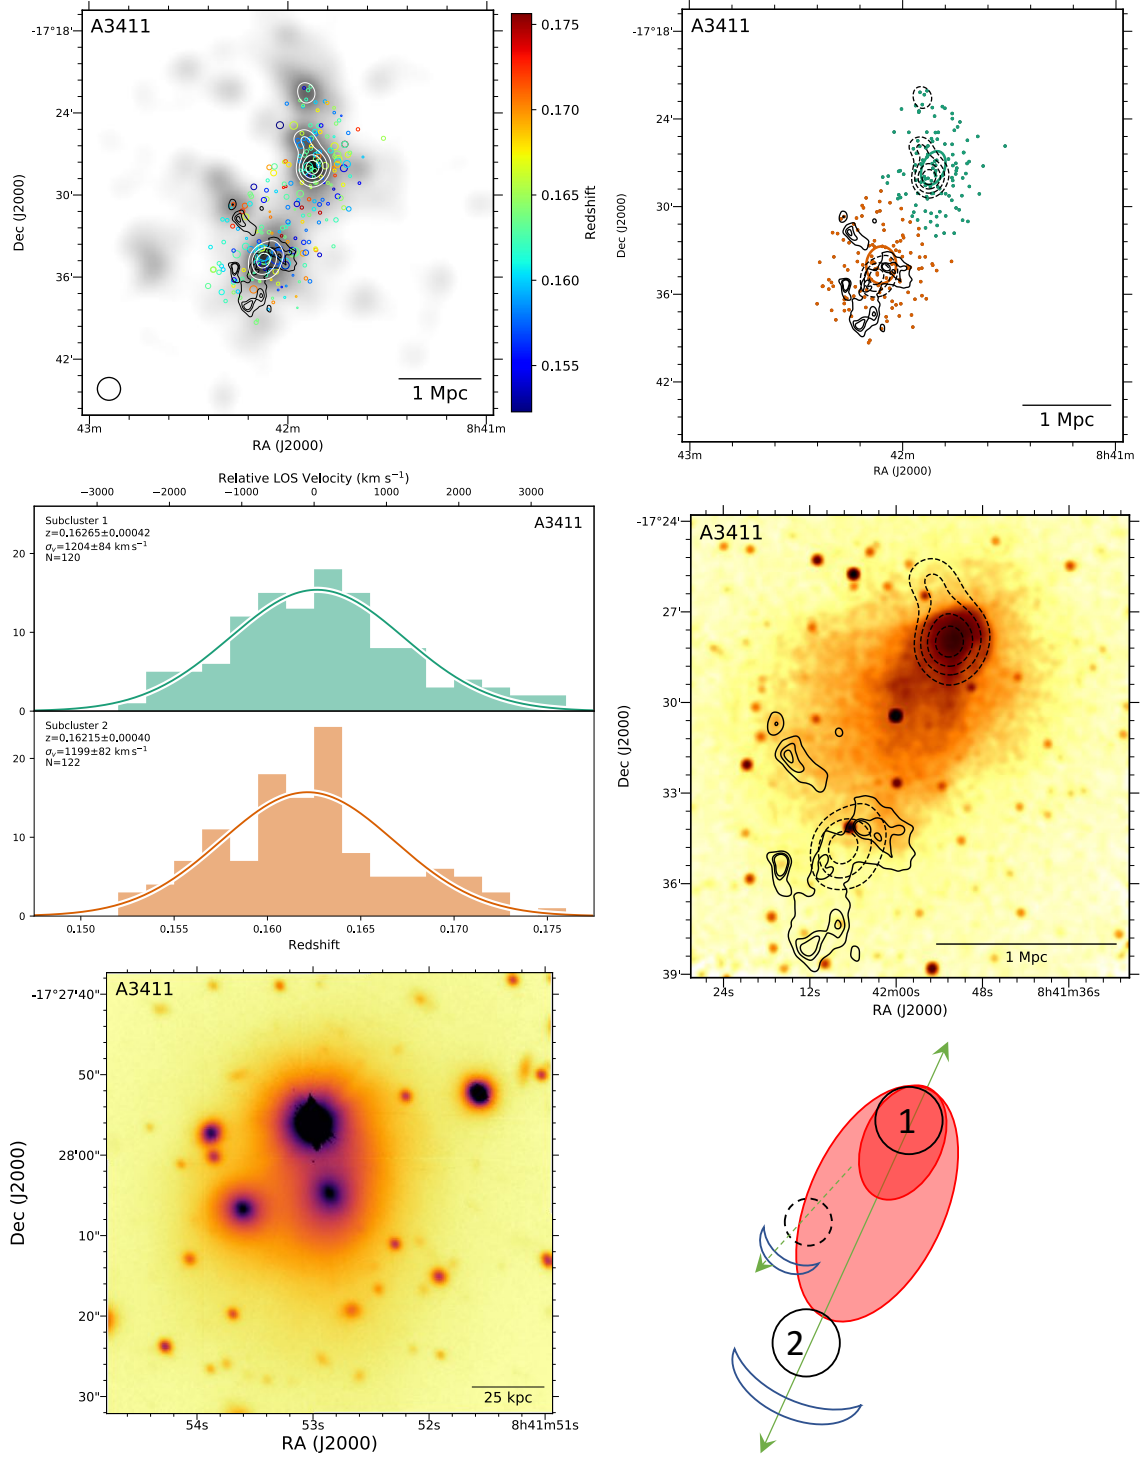 A3411
-17°18'
24'
30'
36'
42'
Dec (J2000)
43m
42m
8h41m
RA (J2000)
1 Mpc
0.175
0.170
0.165
0.160
0.155
Redshift
A3411
-17°18'
24'
30'
36'
42'
Dec (J2000)
43m
42m
8h41m
RA (J2000)
1 Mpc
Relative LOS Velocity (km s⁻¹)
−3000
−2000
−1000
0
1000
2000
3000
Subcluster 1
z=0.16265±0.00042
σᵥ=1204±84 km s⁻¹
N=120
A3411
20
10
0
Subcluster 2
z=0.16215±0.00040
σᵥ=1199±82 km s⁻¹
N=122
20
10
0
0.150
0.155
0.160
0.165
0.170
0.175
Redshift
A3411
-17°24'
27'
30'
33'
36'
39'
Dec (J2000)
24s
12s
42m00s
48s
8h41m36s
RA (J2000)
1 Mpc
A3411
-17°27'40"
50"
28'00"
10"
20"
30"
Dec (J2000)
54s
53s
52s
8h41m51s
RA (J2000)
25 kpc
1
2